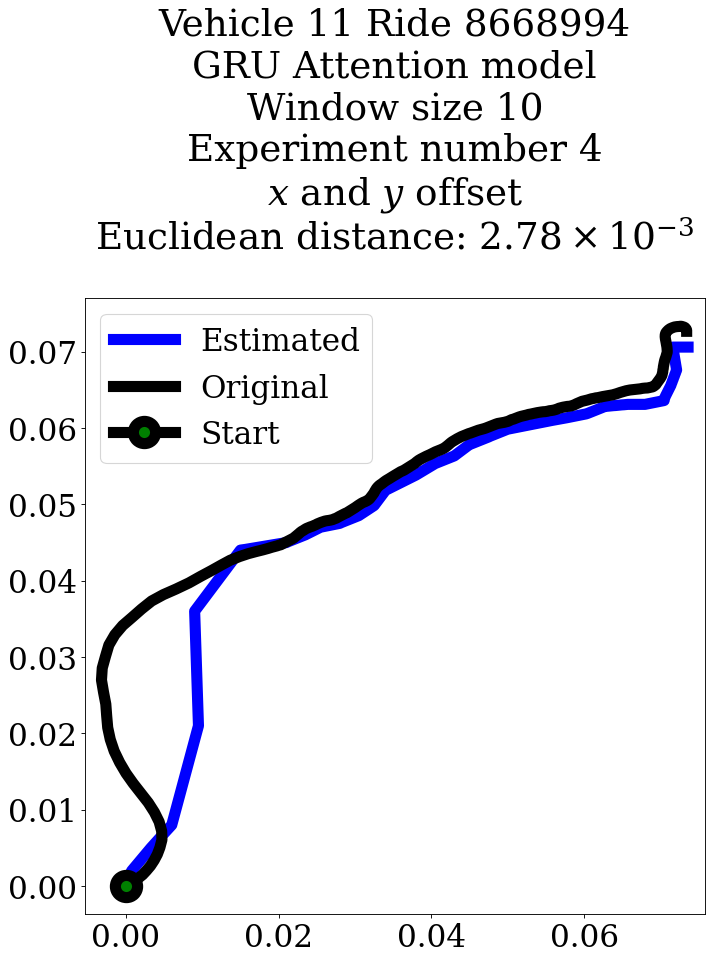 Vehicle 11 Ride 8668994
GRU Attention model
Window size 10
Experiment number 4
x and y offset
Euclidean distance: 2.78 × 10⁻³
Estimated
Original
Start
0.07
0.06
0.05
0.04
0.03
0.02
0.01
0.00
0.00 0.02 0.04 0.06